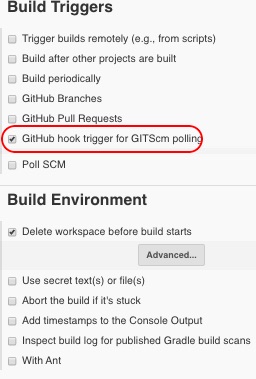 Build Triggers
Trigger builds remotely (e.g., from scripts)
Build after other projects are built
Build periodically
GitHub Branches
GitHub Pull Requests
GitHub hook trigger for GITScm polling
Poll SCM
Build Environment
Delete workspace before build starts
Advanced...
Use secret text(s) or file(s)
Abort the build if it's stuck
Add timestamps to the Console Output
Inspect build log for published Gradle build scans
With Ant